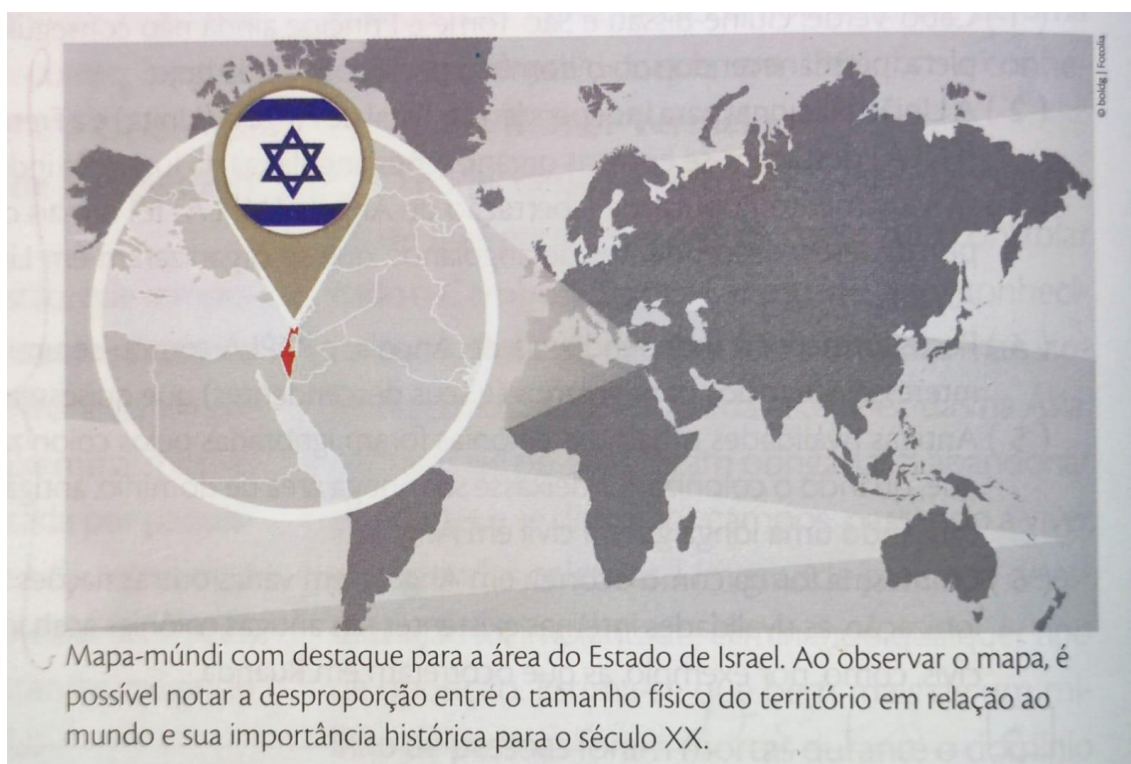 © boldg | Fotolia
Mapa-múndi com destaque para a área do Estado de Israel. Ao observar o mapa, é
possível notar a desproporção entre o tamanho físico do território em relação ao
mundo e sua importância histórica para o século XX.